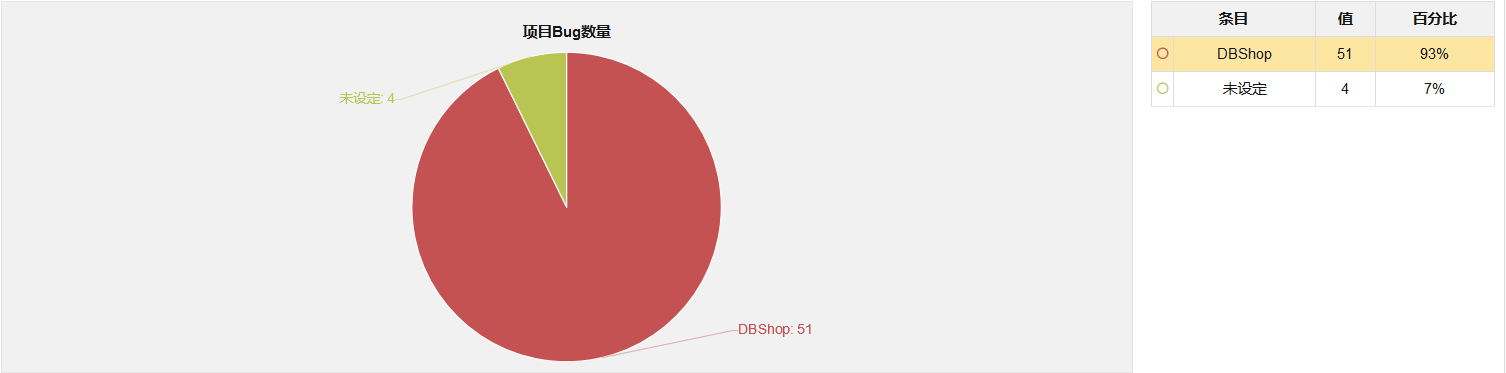 项目Bug数量
未设定: 4
DBShop: 51
条目 值 百分比
DBShop 51 93%
未设定 4 7%